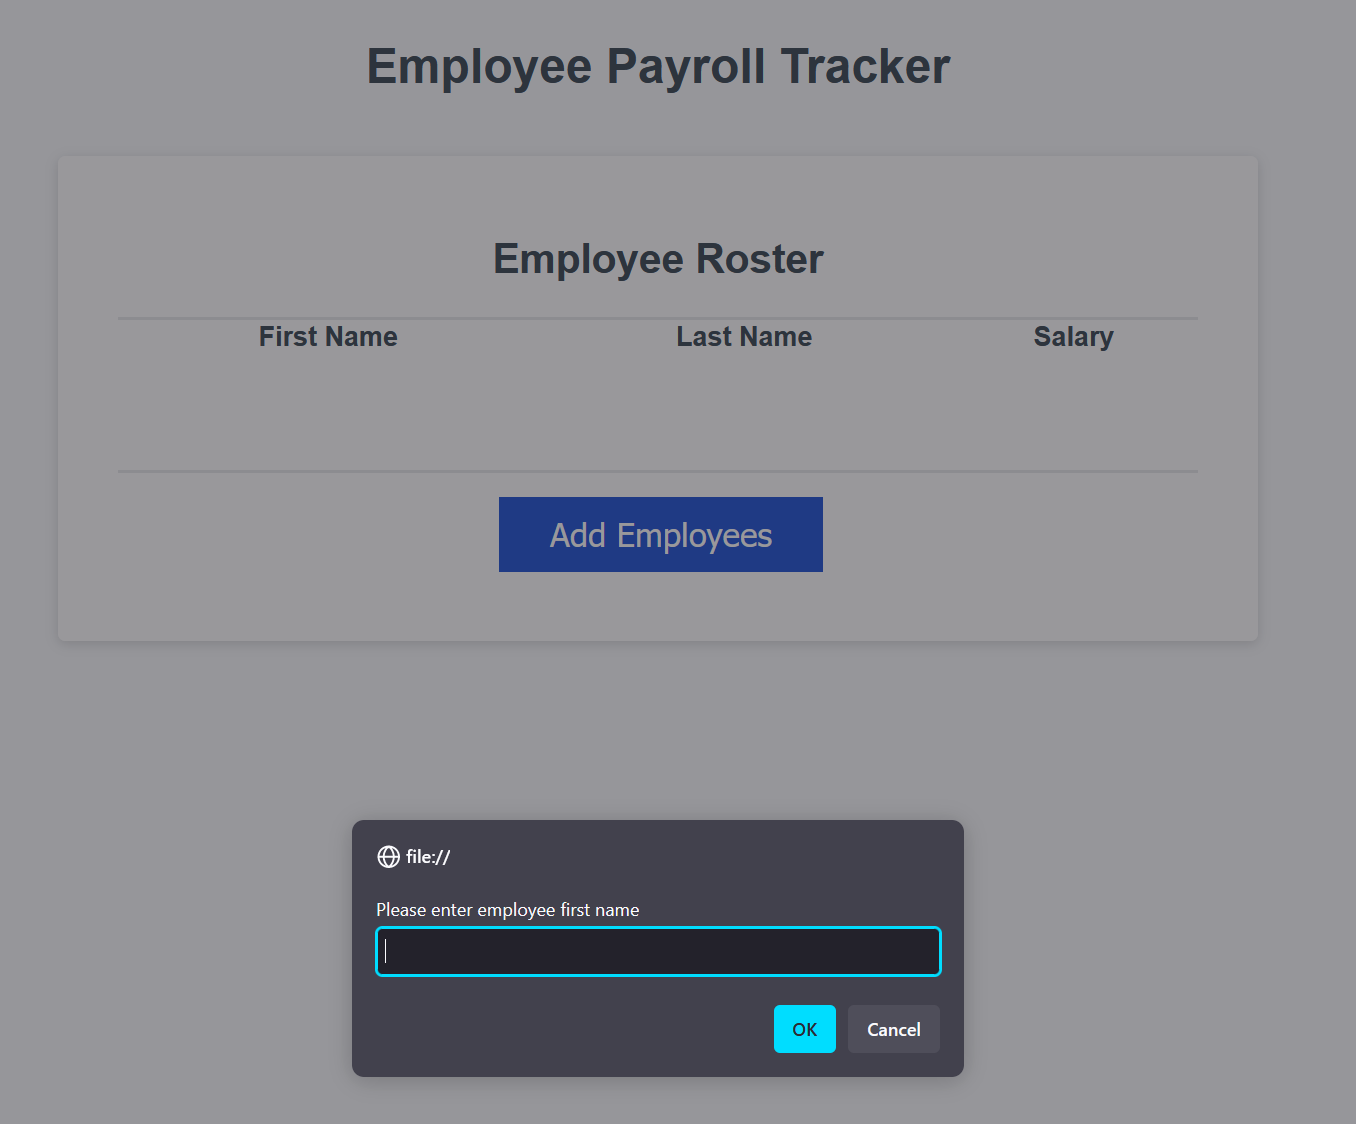 Employee Payroll Tracker
Employee Roster
First Name Last Name Salary
Add Employees
file://
Please enter employee first name
OK Cancel